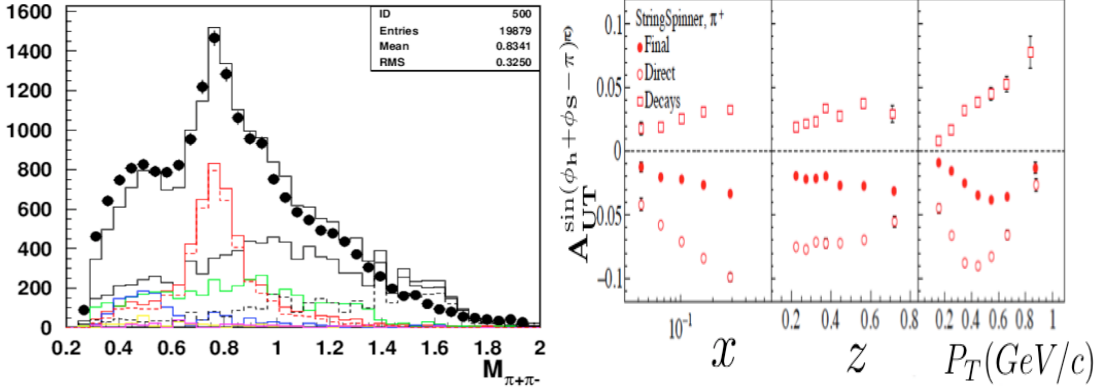 ID 500
Entries 19879
Mean 0.8341
RMS 0.3250
1600
1400
1200
1000
800
600
400
200
0
0.2 0.4 0.6 0.8 1 1.2 1.4 1.6 1.8 2
M π+π-
StringSpinner, π+
Final
Direct
Decays
A UT sin(φh+φS−π)
0.1
0.05
0
−0.05
−0.1
10−1
0.2 0.4 0.6 0.8
0.2 0.4 0.6 0.8 1
x
z
PT(GeV/c)